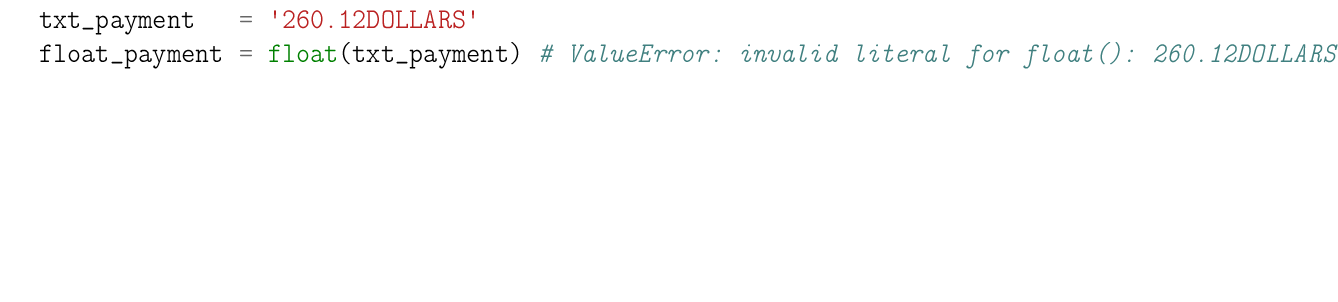 txt_payment   = '260.12DOLLARS'
float_payment = float(txt_payment) # ValueError: invalid literal for float(): 260.12DOLLARS